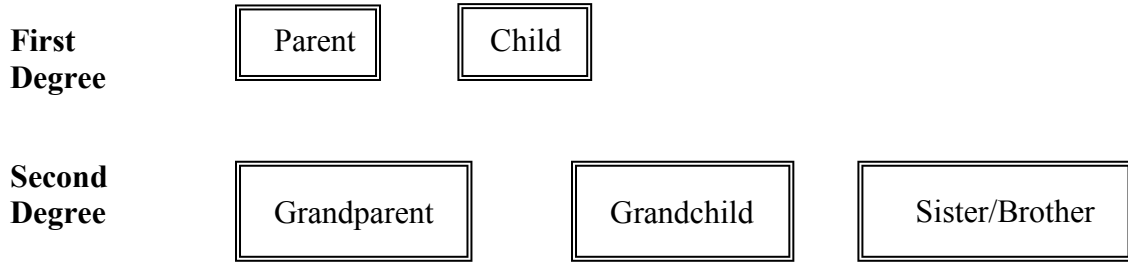 First Degree
Parent
Child
Second Degree
Grandparent
Grandchild
Sister/Brother